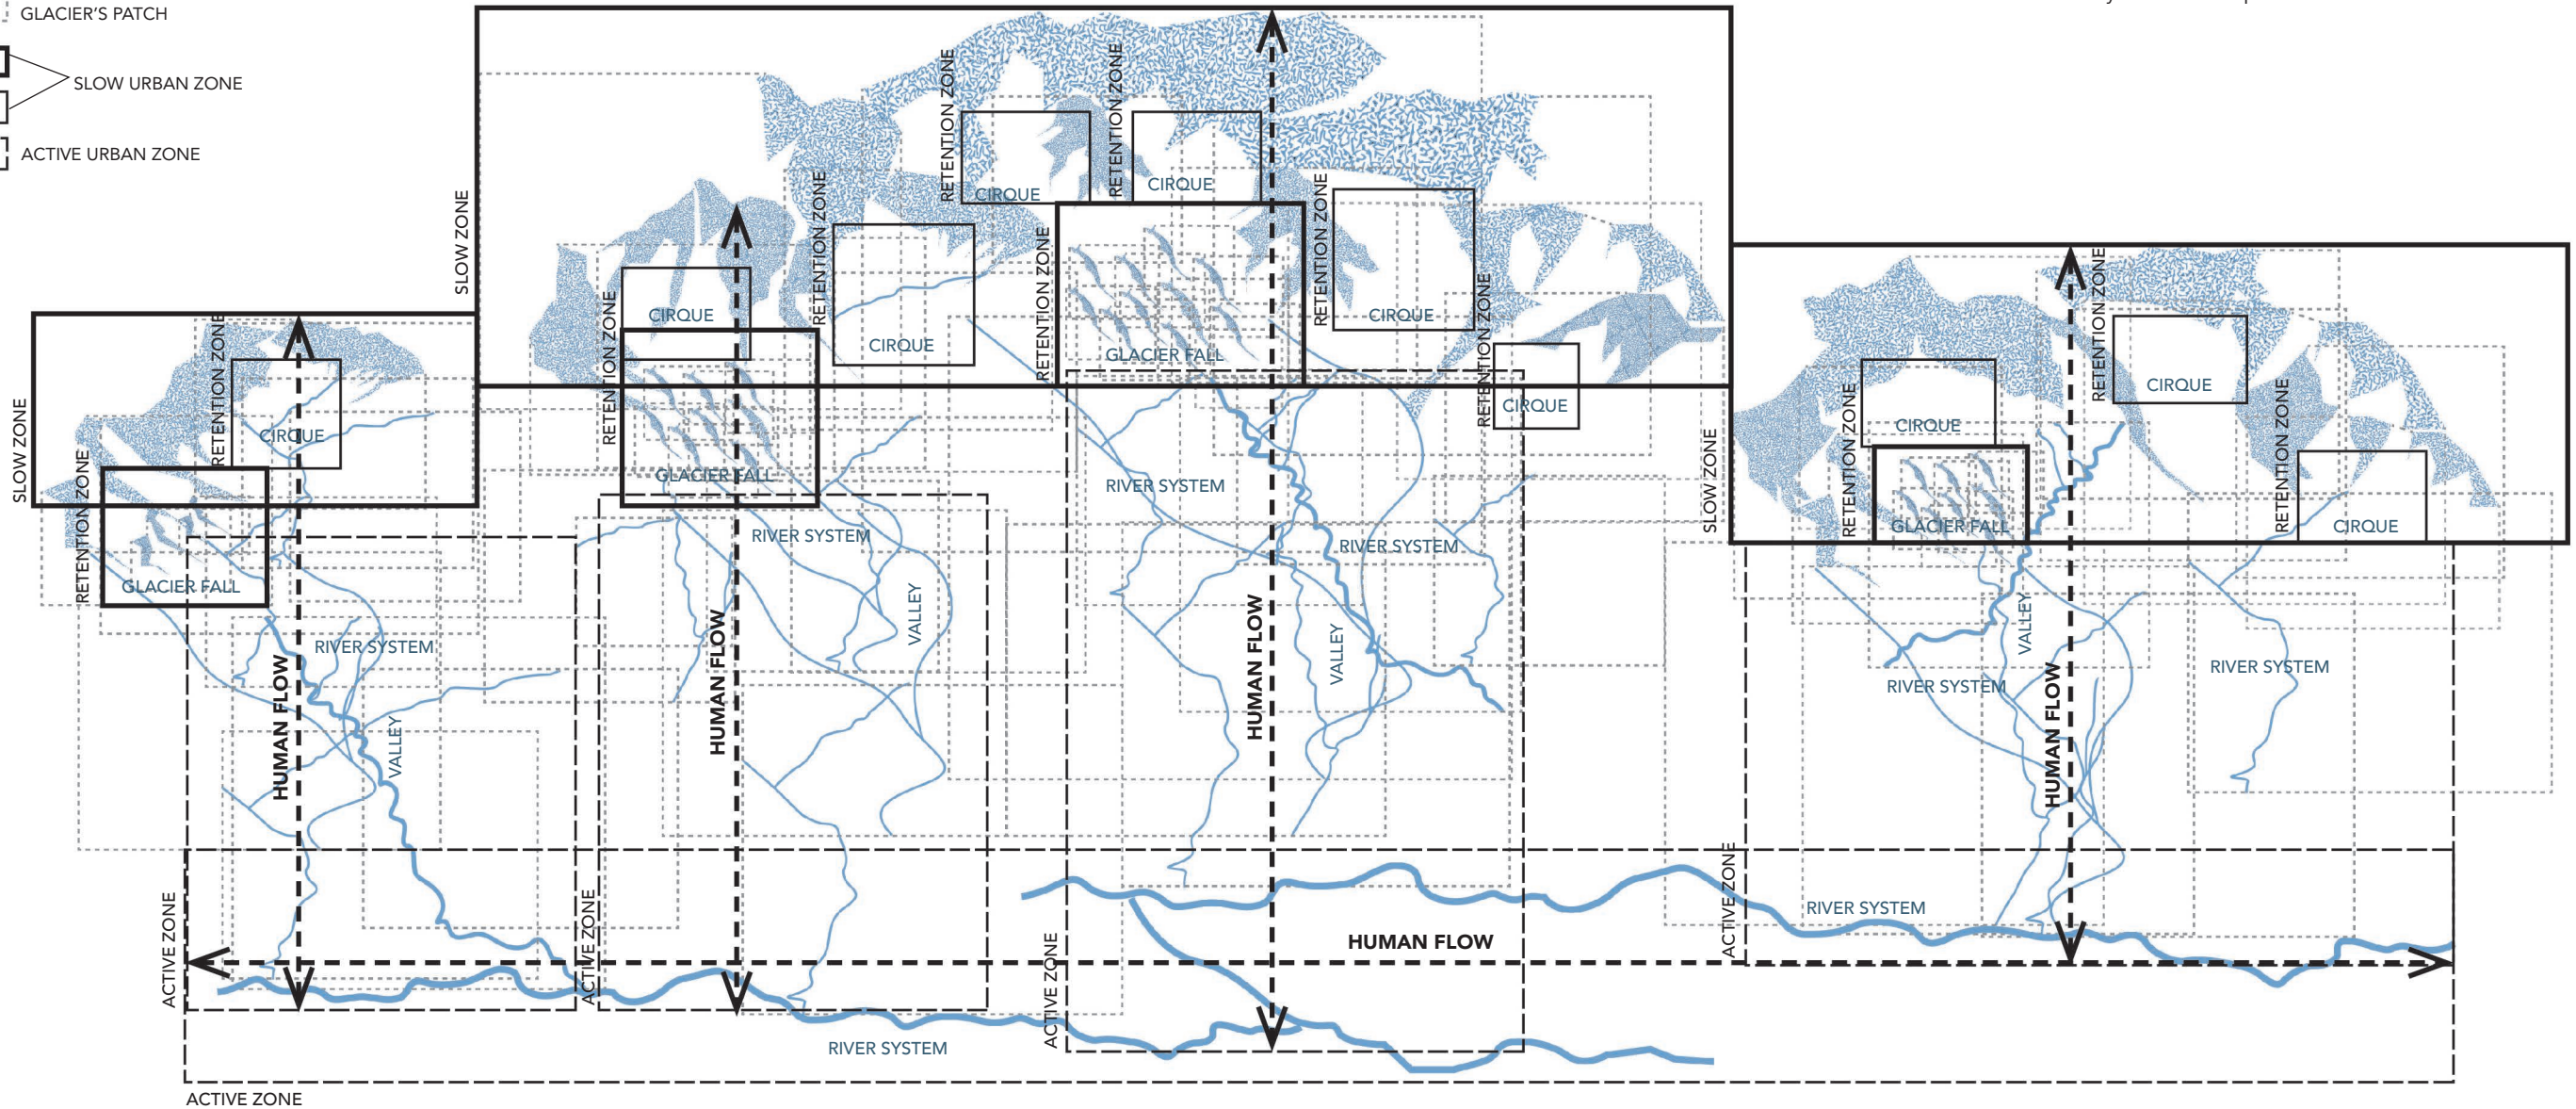 GLACIER'S PATCH
SLOW URBAN ZONE
ACTIVE URBAN ZONE
SLOW ZONE
RETENTION ZONE
CIRQUE
RETENTION ZONE
GLACIER FALL
RIVER SYSTEM
HUMAN FLOW
VALLEY
ACTIVE ZONE
SLOW ZONE
RETENTION ZONE
CIRQUE
RETENTION ZONE
GLACIER FALL
RETENTION ZONE
CIRQUE
RIVER SYSTEM
VALLEY
HUMAN FLOW
ACTIVE ZONE
RIVER SYSTEM
RETENTION ZONE
CIRQUE
RETENTION ZONE
CIRQUE
RETENTION ZONE
GLACIER FALL
RETENTION ZONE
CIRQUE
RETENTION ZONE
CIRQUE
RIVER SYSTEM
RIVER SYSTEM
HUMAN FLOW
VALLEY
HUMAN FLOW
ACTIVE ZONE
SLOW ZONE
RETENTION ZONE
CIRQUE
GLACIER FALL
RETENTION ZONE
CIRQUE
RETENTION ZONE
CIRQUE
VALLEY
RIVER SYSTEM
HUMAN FLOW
RIVER SYSTEM
ACTIVE ZONE
RIVER SYSTEM
ACTIVE ZONE